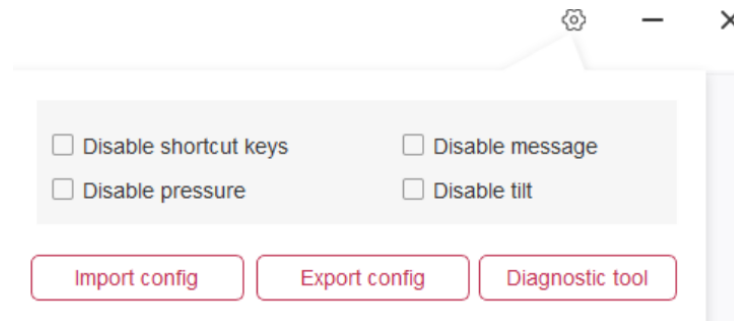 Disable shortcut keys
Disable message
Disable pressure
Disable tilt
Import config
Export config
Diagnostic tool